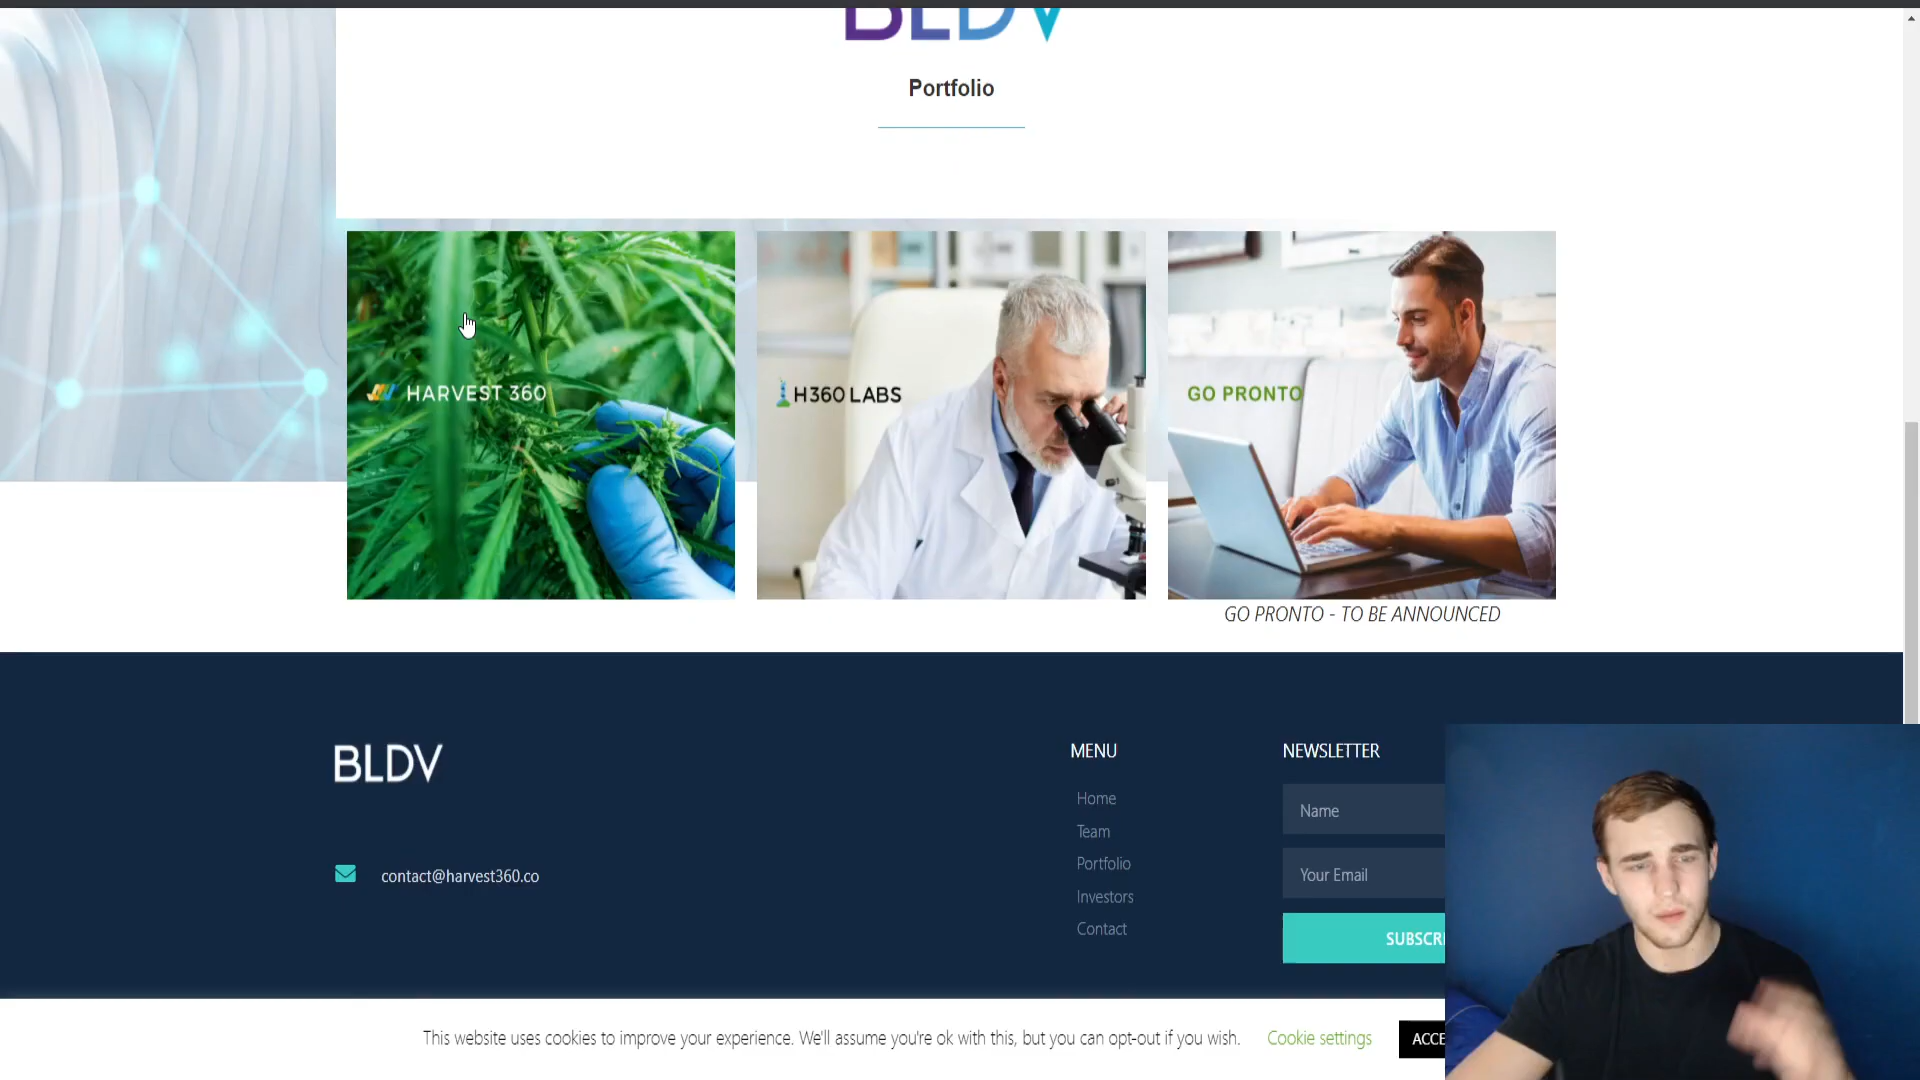 BLDV
Portfolio
HARVEST 360
H360 LABS
GO PRONTO
GO PRONTO - TO BE ANNOUNCED
BLDV
contact@harvest360.co
MENU
Home
Team
Portfolio
Investors
Contact
NEWSLETTER
Name
Your Email
SUBSCRI
This website uses cookies to improve your experience. We'll assume you're ok with this, but you can opt-out if you wish.
Cookie settings
ACCE